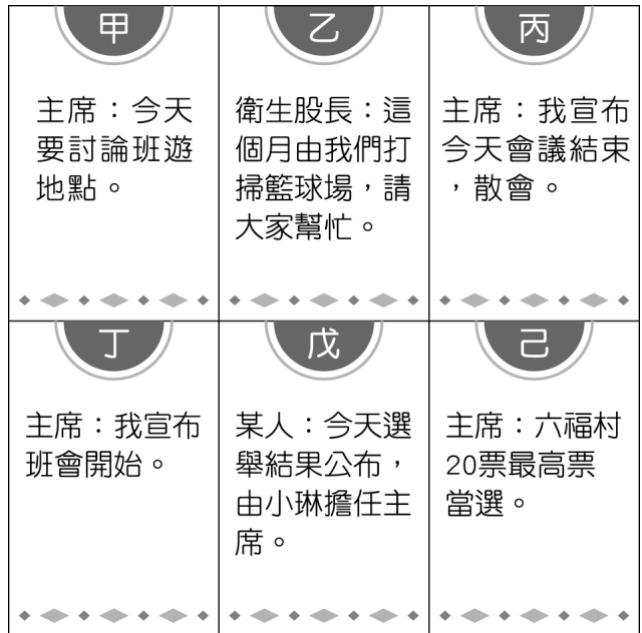 甲
主席：今天
要討論班遊
地點。
乙
衛生股長：這
個月由我們打
掃籃球場，請
大家幫忙。
丙
主席：我宣布
今天會議結束
，散會。
丁
主席：我宣布
班會開始。
戊
某人：今天選
舉結果公布，
由小琳擔任主
席。
己
主席：六福村
20票最高票
當選。